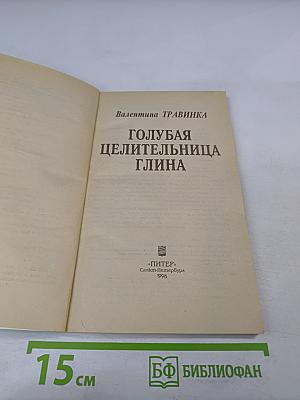 Валентина ТРАВИНКА
ГОЛУБАЯ
ЦЕЛИТЕЛЬНИЦА
ГЛИНА
«ПИТЕР»
Санкт-Петербург
1996
15 см
БФ БИБЛИОФАН